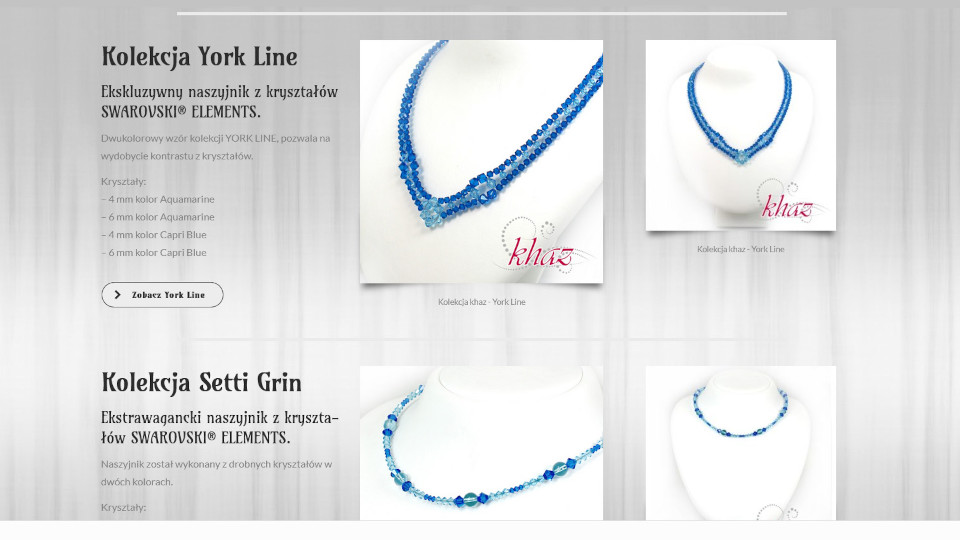 Kolekcja York Line
Ekskluzywny naszyjnik z kryształów
SWAROVSKI® ELEMENTS.
Dwukolorowy wzór kolekcji YORK LINE, pozwala na
wydobycie kontrastu z kryształów.
Kryształy:
– 4 mm kolor Aquamarine
– 6 mm kolor Aquamarine
– 4 mm kolor Capri Blue
– 6 mm kolor Capri Blue
Zobacz York Line
khaz
Kolekcja khaz - York Line
khaz
Kolekcja khaz - York Line
Kolekcja Setti Grin
Ekstrawagancki naszyjnik z kryszta–
łów SWAROVSKI® ELEMENTS.
Naszyjnik został wykonany z drobnych kryształów w
dwóch kolorach.
Kryształy: